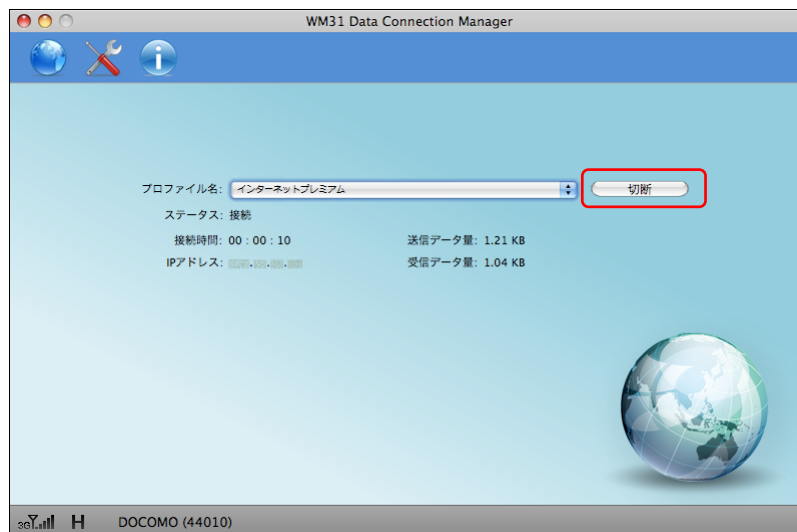 WM31 Data Connection Manager
プロファイル名: インターネットプレミアム 切断
ステータス: 接続
接続時間: 00 : 00 : 10 送信データ量: 1.21 KB
IPアドレス: 受信データ量: 1.04 KB
3G H DOCOMO (44010)